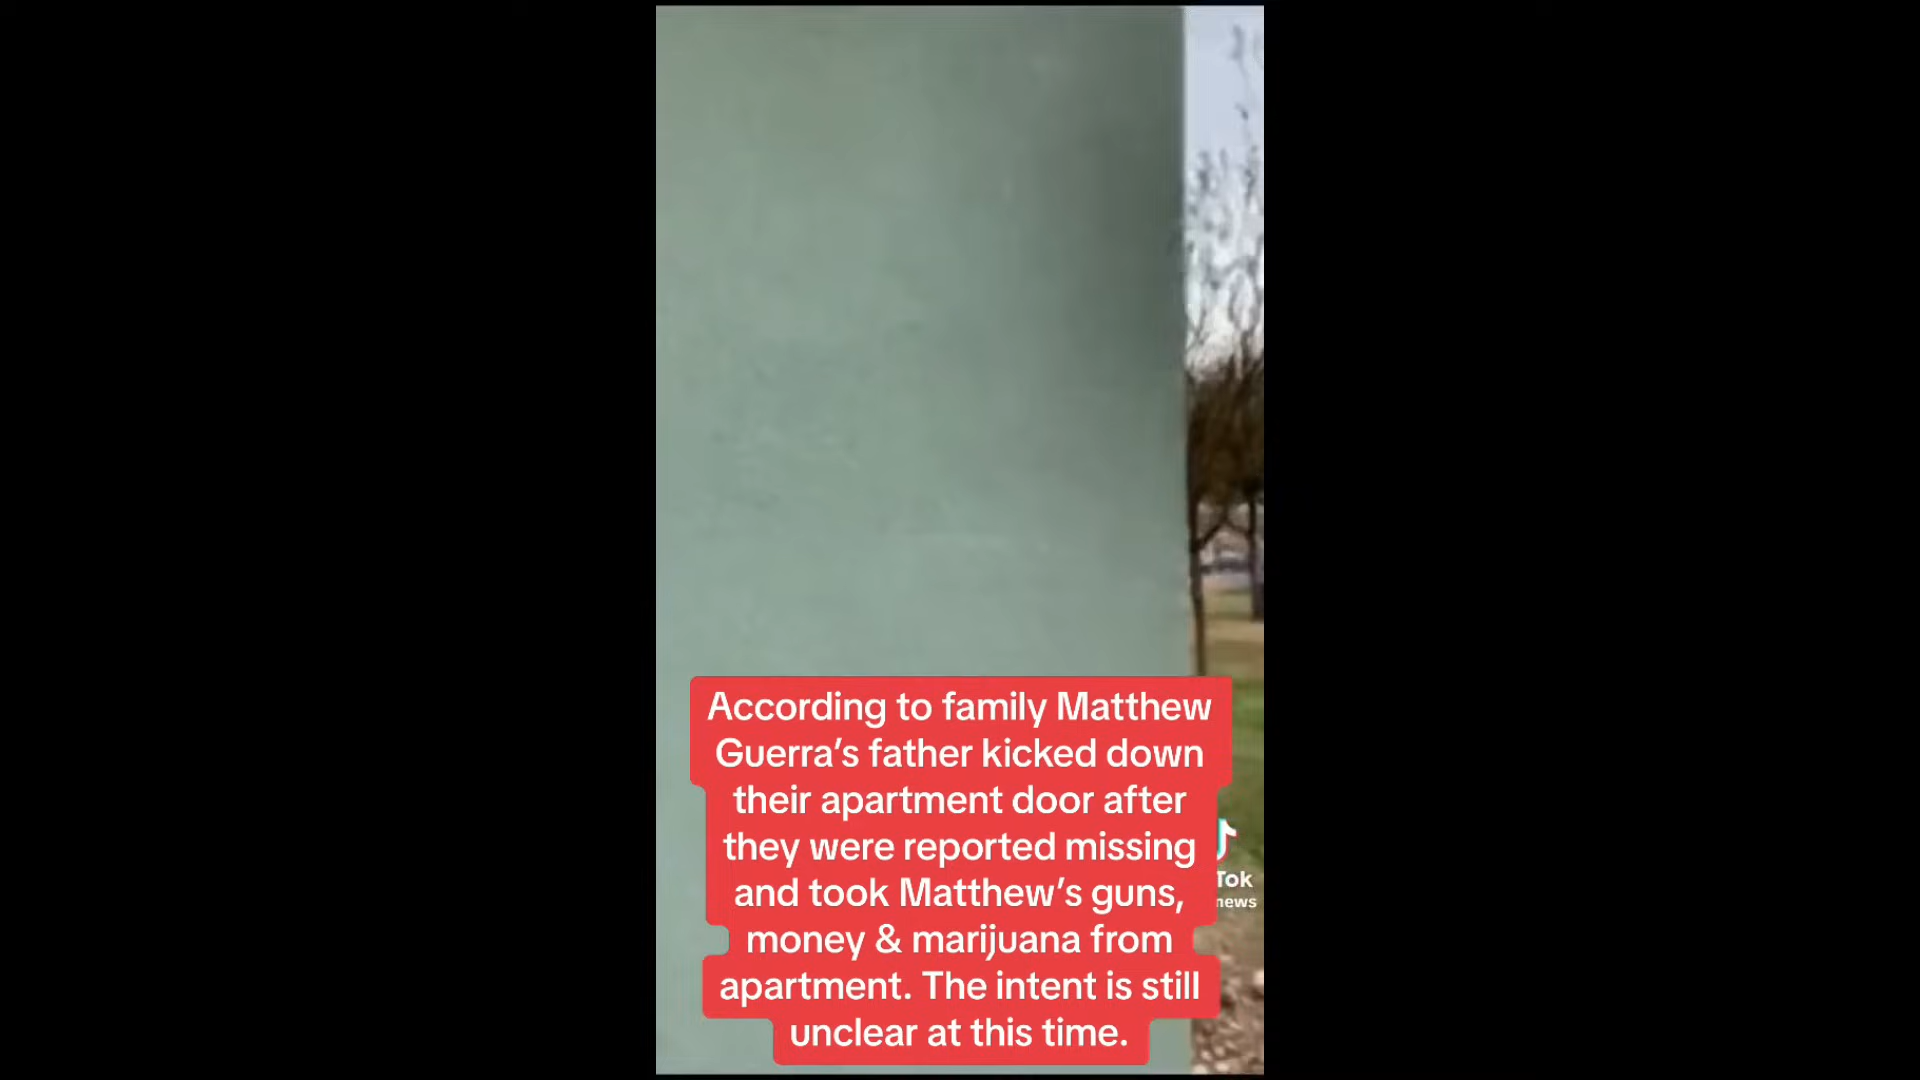 According to family Matthew
Guerra’s father kicked down
their apartment door after
they were reported missing
and took Matthew’s guns,
money & marijuana from
apartment. The intent is still
unclear at this time.
Tok
news